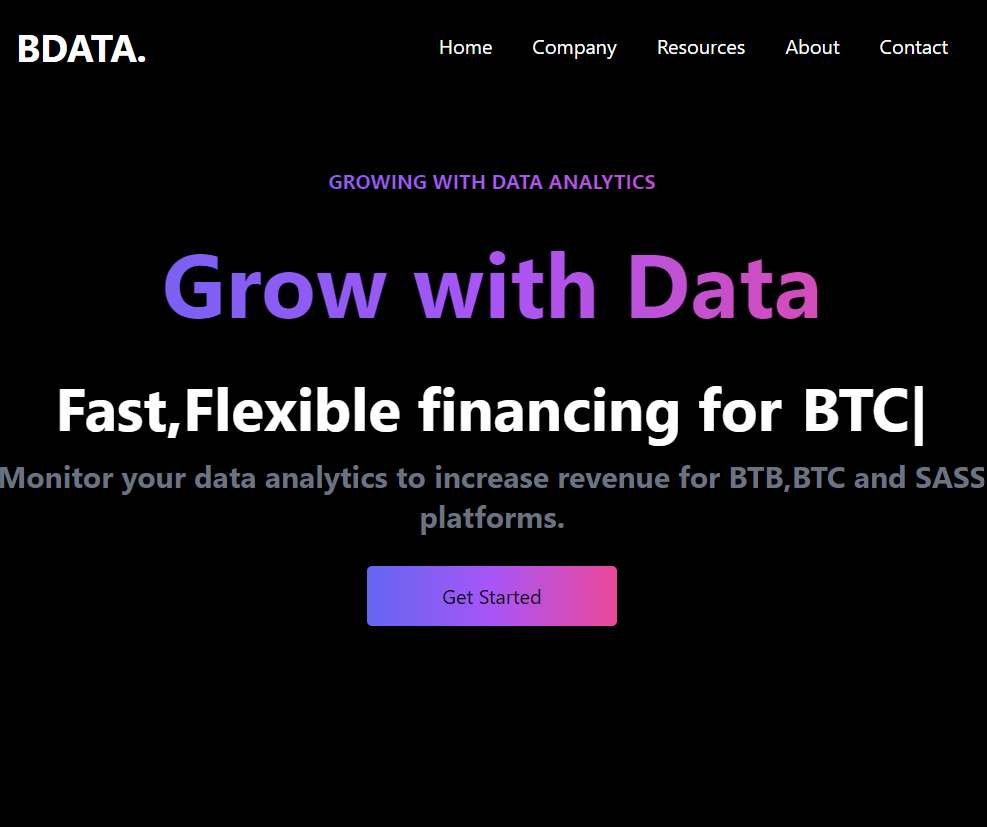 BDATA.
Home Company Resources About Contact
GROWING WITH DATA ANALYTICS
Grow with Data
Fast,Flexible financing for BTC|
Monitor your data analytics to increase revenue for BTB,BTC and SASS
platforms.
Get Started